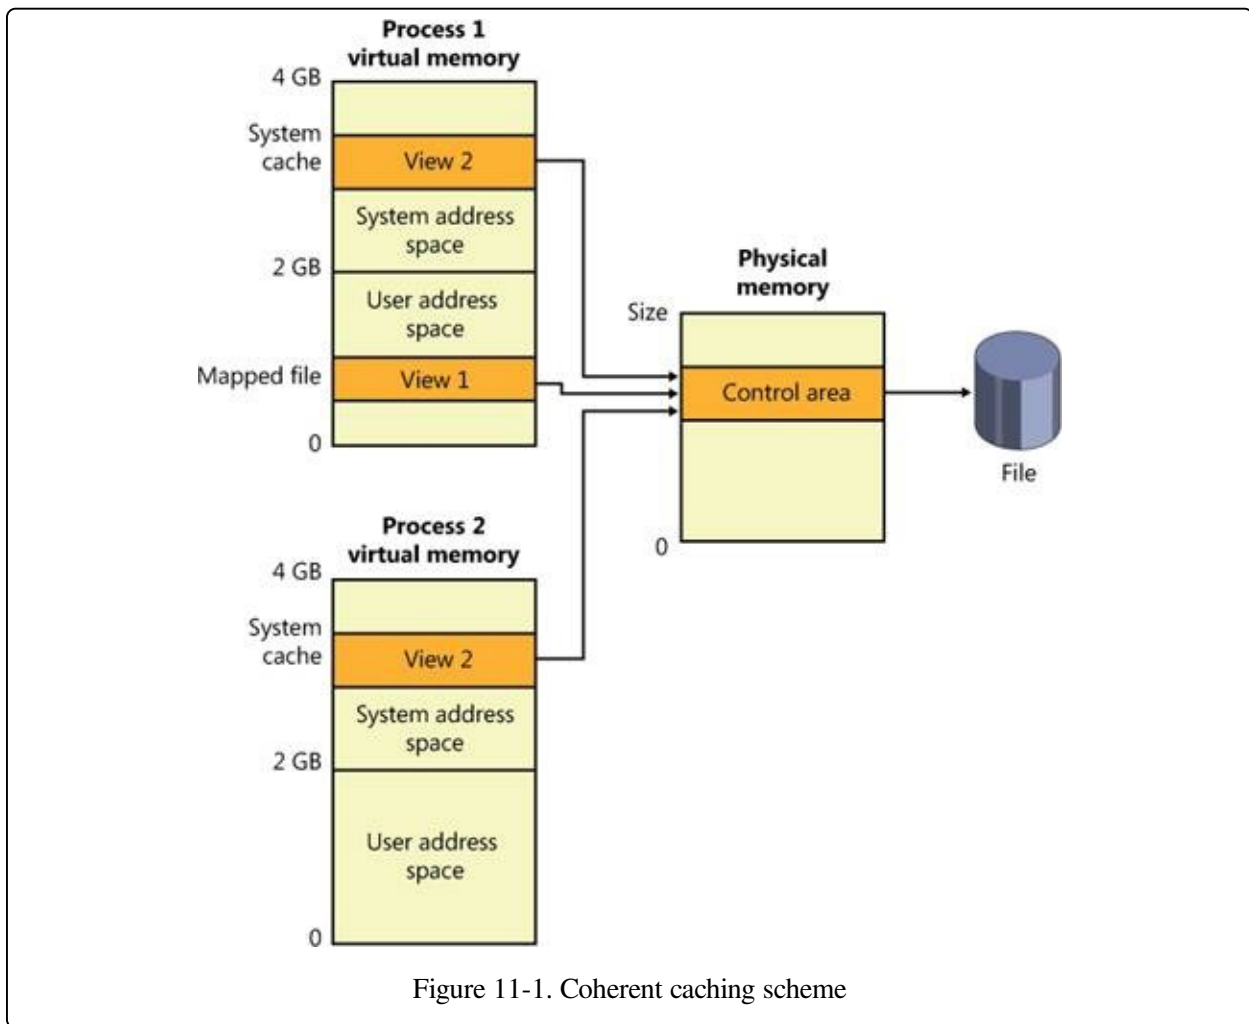 Process 1
virtual memory
4 GB
System
cache
View 2
System address
space
2 GB
User address
space
Mapped file
View 1
0
Physical
memory
Size
Control area
0
File
Process 2
virtual memory
4 GB
System
cache
View 2
System address
space
2 GB
User address
space
0
Figure 11-1. Coherent caching scheme